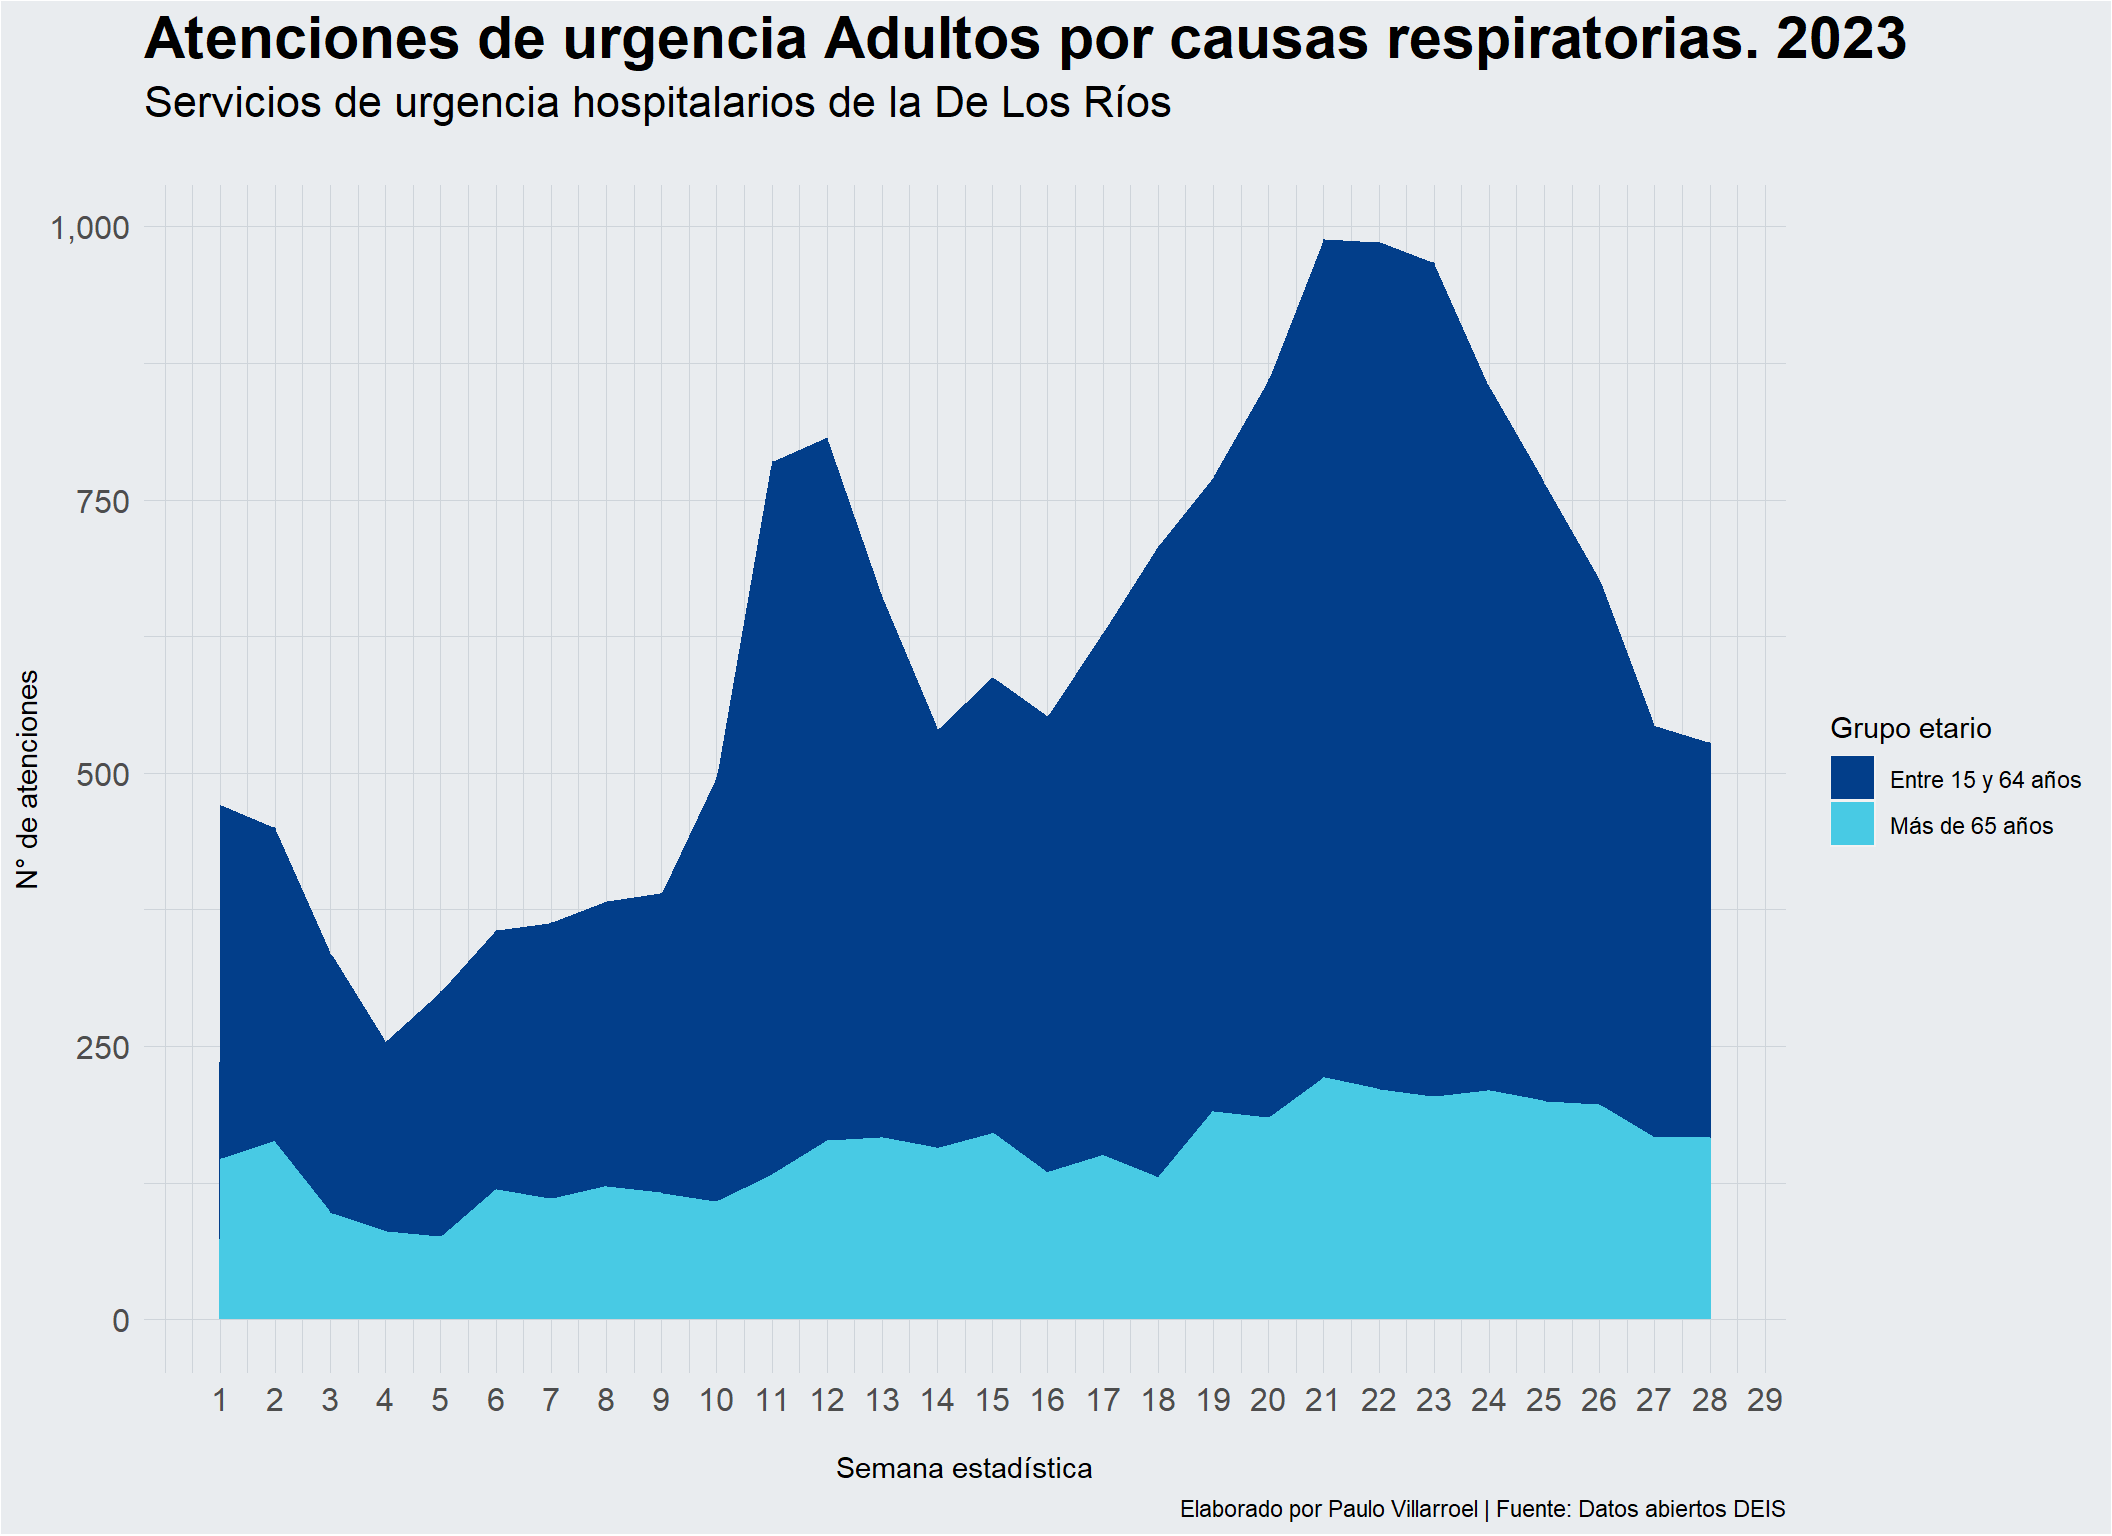 Atenciones de urgencia Adultos por causas respiratorias. 2023
Servicios de urgencia hospitalarios de la De Los Ríos
1,000
750
500
250
0
N° de atenciones
1 2 3 4 5 6 7 8 9 10 11 12 13 14 15 16 17 18 19 20 21 22 23 24 25 26 27 28 29
Semana estadística
Grupo etario
Entre 15 y 64 años
Más de 65 años
Elaborado por Paulo Villarroel | Fuente: Datos abiertos DEIS